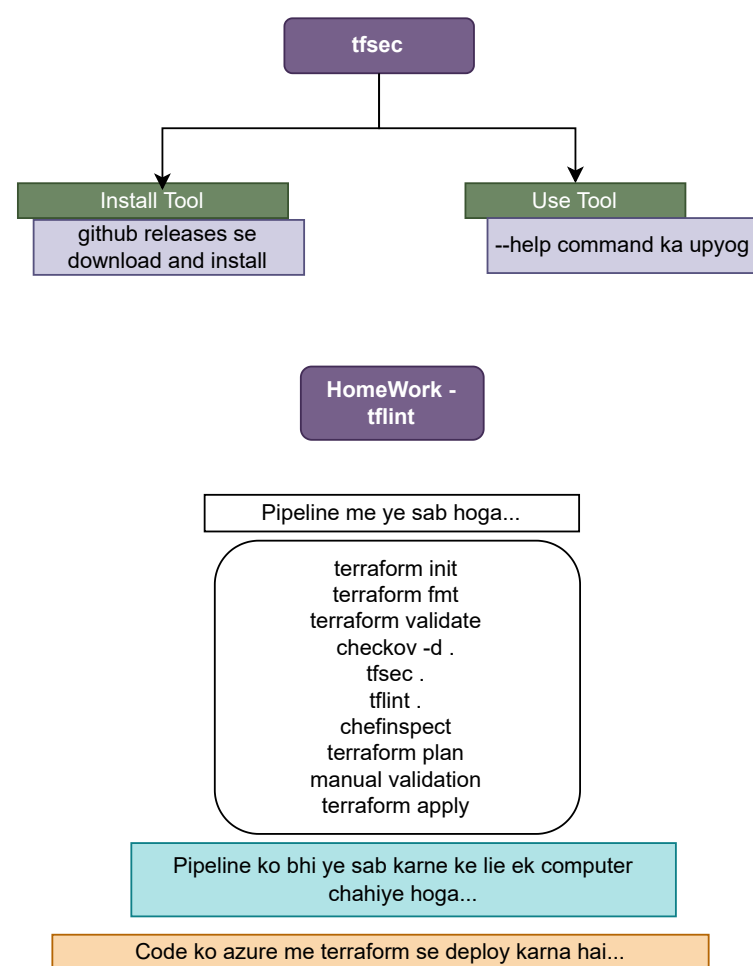 tfsec
Install Tool
github releases se
download and install
Use Tool
--help command ka upyog
HomeWork -
tflint
Pipeline me ye sab hoga...
terraform init
terraform fmt
terraform validate
checkov -d .
tfsec .
tflint .
chefinspect
terraform plan
manual validation
terraform apply
Pipeline ko bhi ye sab karne ke lie ek computer
chahiye hoga...
Code ko azure me terraform se deploy karna hai...